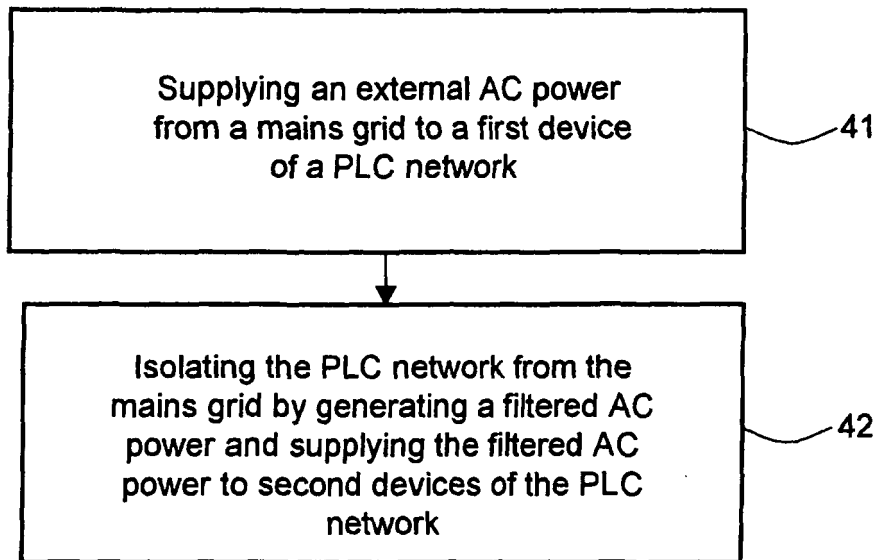 Supplying an external AC power
from a mains grid to a first device
of a PLC network
41
Isolating the PLC network from the
mains grid by generating a filtered AC
power and supplying the filtered AC
power to second devices of the PLC
network
42